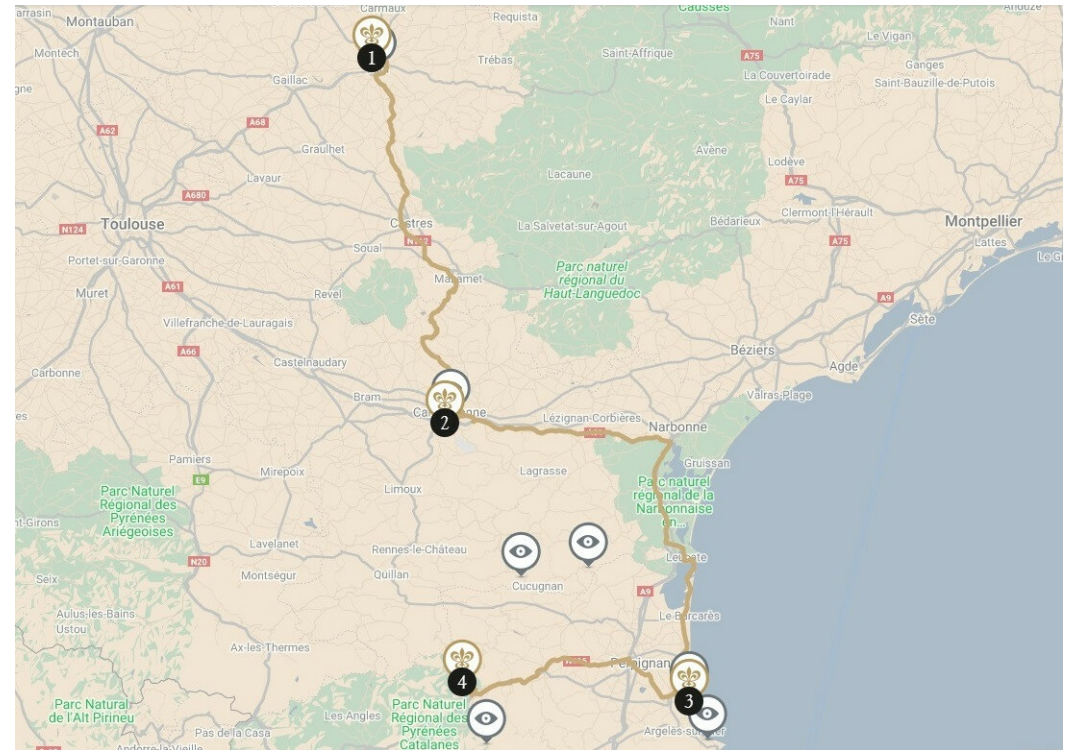 Carmaux
Causses
Montauban
Requista
Nant
Le Vigan
Montech
Trébas
Saint-Affrique
A75
1
Gaillac
La Couvertoirade
Ganges
Saint-Bauzille-de-Putois
Le Caylar
A68
A62
Graulhet
Avène
Lodève
Lavaur
Lacaune
A75
A680
Clermont-l'Hérault
Toulouse
N124
La Salvetat-sur-Agout
Bédarieux
Montpellier
A75
Lattes
Soual
Portet-sur-Garonne
Parc naturel
régional du
Haut-Languedoc
A61
Muret
Revel
A9
Villefranche-de-Lauragais
Sète
A66
Béziers
Castelnaudary
Agde
Carbonne
Bram
Valras-Plage
2
Lézignan-Corbières
Narbonne
Pamiers
Mirepoix
Lagrasse
Gruissan
E9
Limoux
Parc Naturel
Régional des
Pyrénées
Ariégeoises
Parc naturel
régional de la
Narbonnaise
en...
Lavelanet
Rennes-le-Château
N20
Montségur
Quillan
Cucugnan
Seix
A9
Aulus-les-Bains
Ustou
Le Barcarès
Ax-les-Thermes
4
3
Parc Natural
de l'Alt Pirineu
Les Angles
Parc Naturel
Régional des
Pyrénées
Catalanes
Pas de la Casa
Andorre-la-Vieille